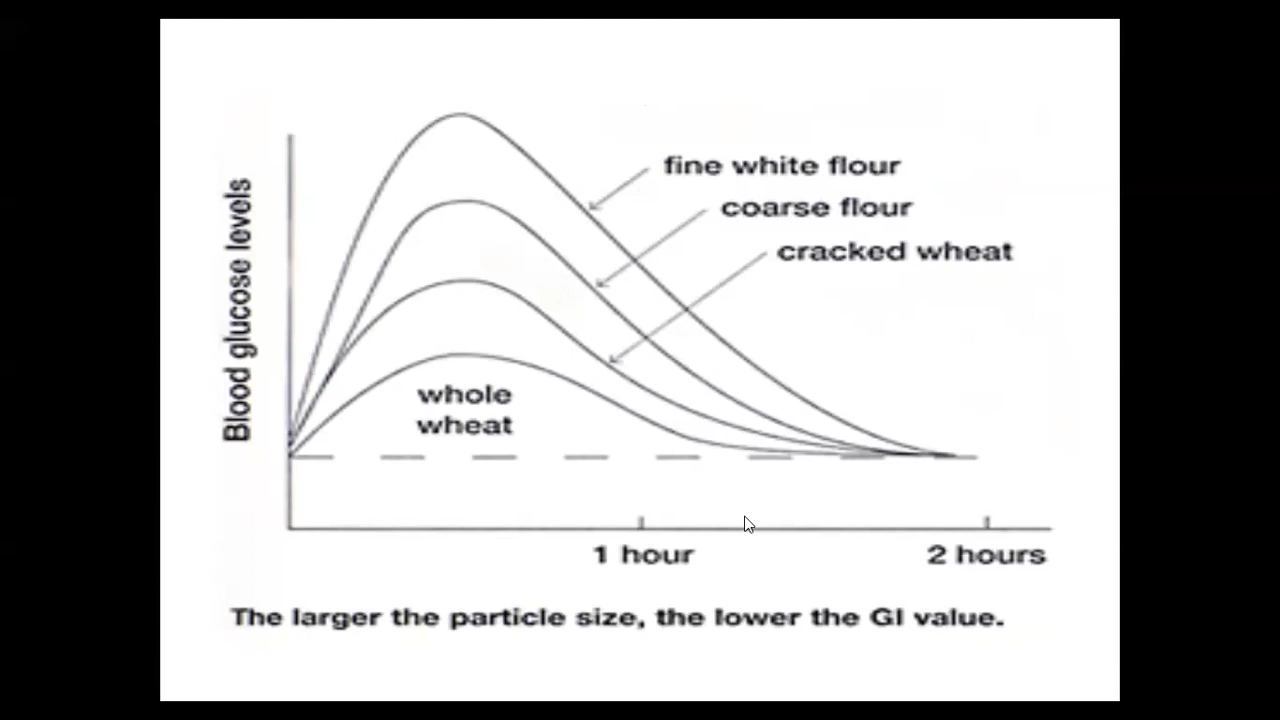 fine white flour
coarse flour
cracked wheat
Blood glucose levels
whole
wheat
1 hour
2 hours
The larger the particle size, the lower the GI value.